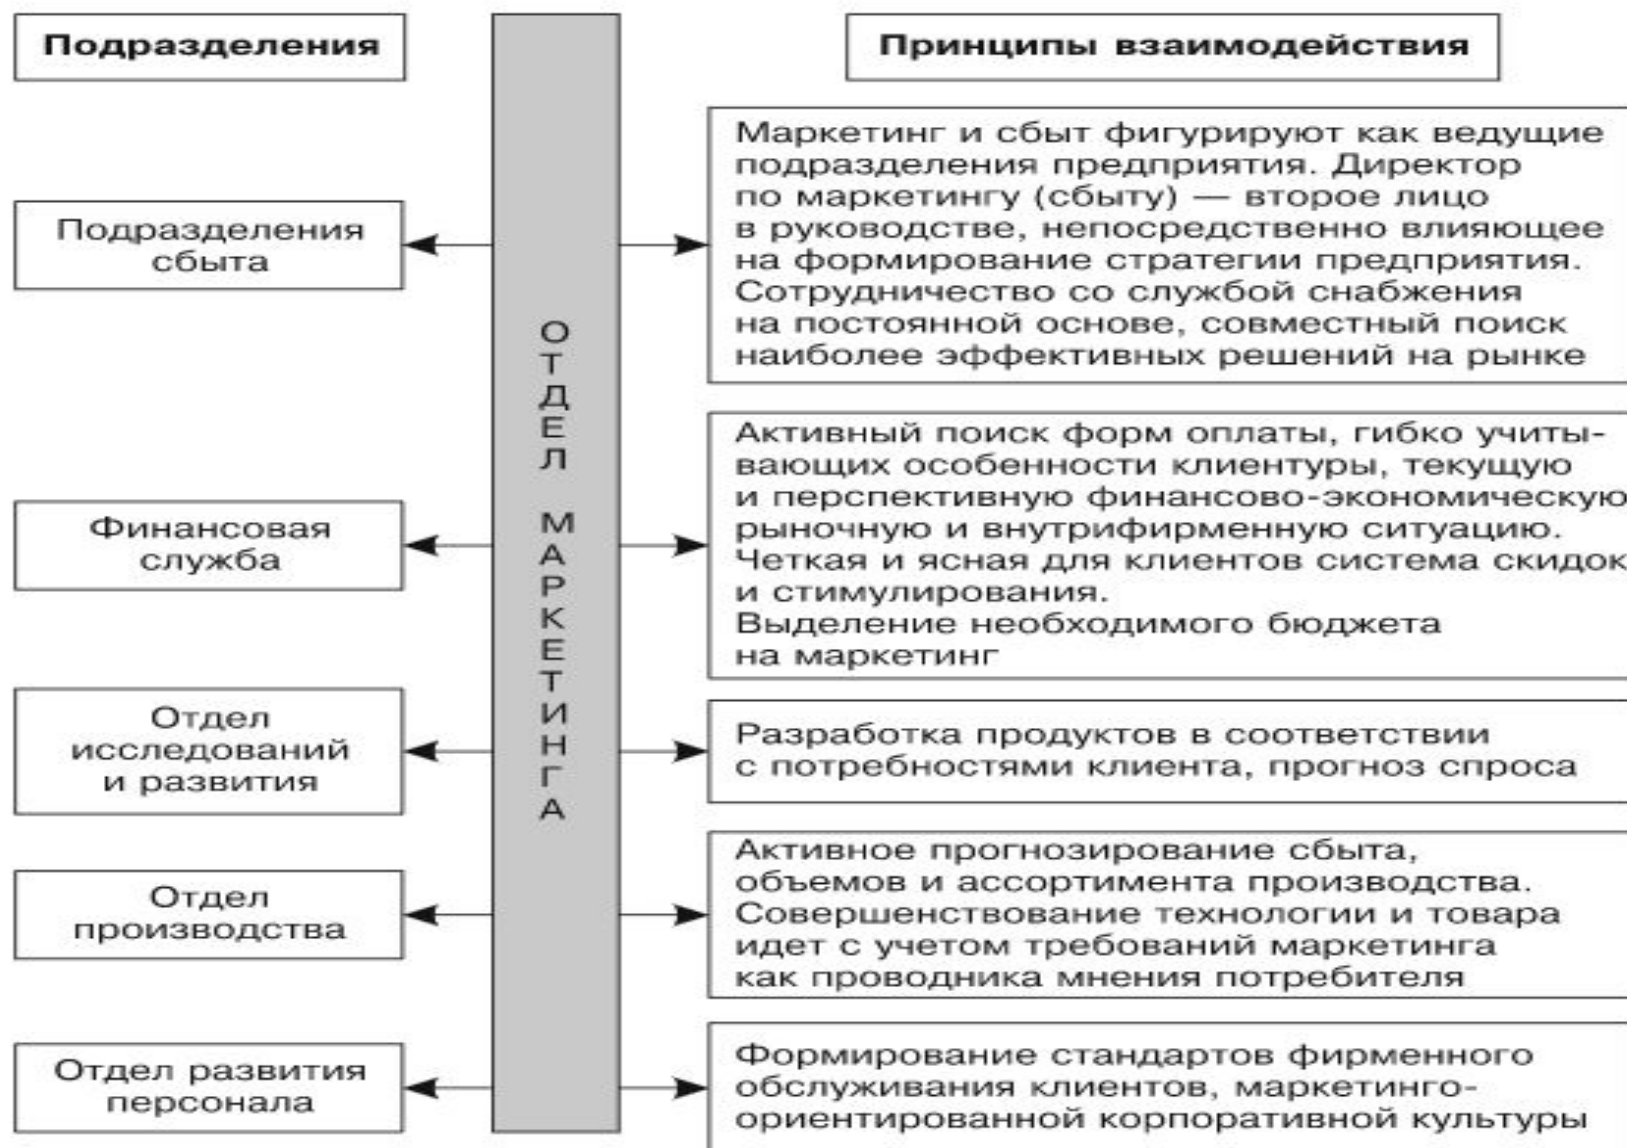 Подразделения
Принципы взаимодействия
Подразделения
сбыта
Маркетинг и сбыт фигурируют как ведущие
подразделения предприятия. Директор
по маркетингу (сбыту) — второе лицо
в руководстве, непосредственно влияющее
на формирование стратегии предприятия.
Сотрудничество со службой снабжения
на постоянной основе, совместный поиск
наиболее эффективных решений на рынке
ОТДЕЛ МАРКЕТИНГА
Финансовая
служба
Активный поиск форм оплаты, гибко учиты-
вающих особенности клиентуры, текущую
и перспективную финансово-экономическую
рыночную и внутрифирменную ситуацию.
Четкая и ясная для клиентов система скидок
и стимулирования.
Выделение необходимого бюджета
на маркетинг
Отдел
исследований
и развития
Разработка продуктов в соответствии
с потребностями клиента, прогноз спроса
Отдел
производства
Активное прогнозирование сбыта,
объемов и ассортимента производства.
Совершенствование технологии и товара
идет с учетом требований маркетинга
как проводника мнения потребителя
Отдел развития
персонала
Формирование стандартов фирменного
обслуживания клиентов, маркетинго-
ориентированной корпоративной культуры